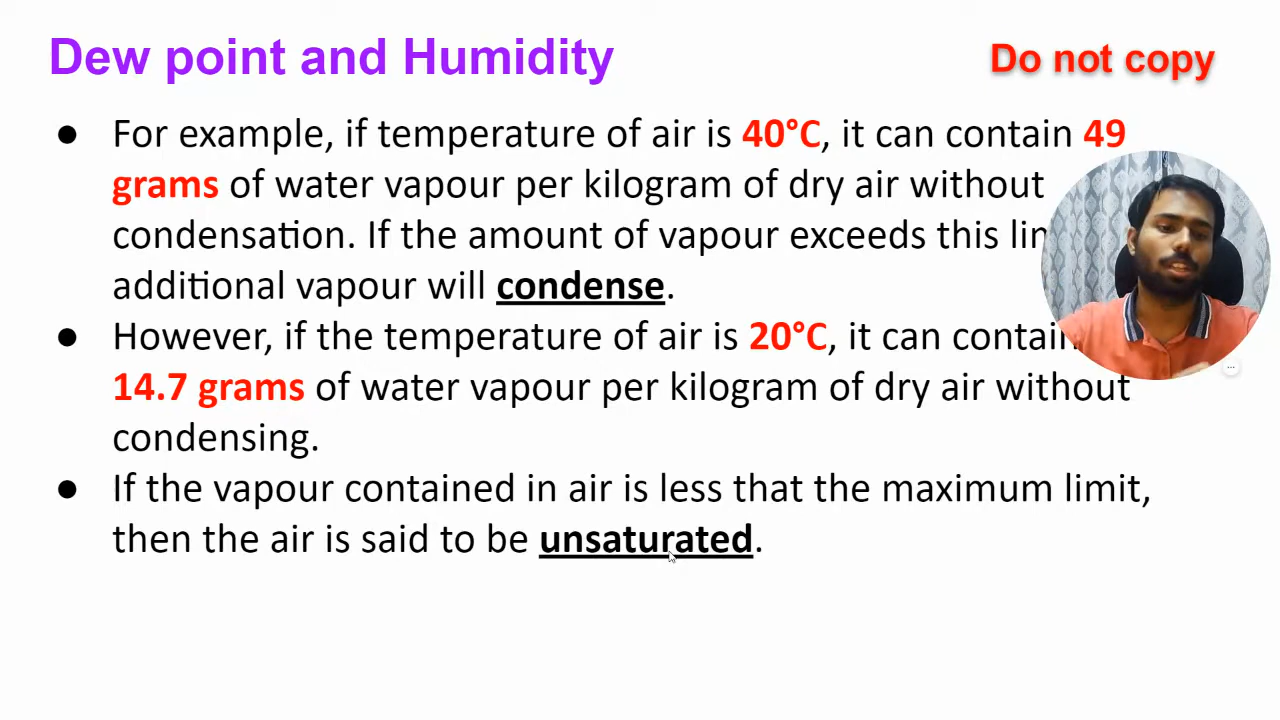 Dew point and Humidity
Do not copy
● For example, if temperature of air is 40°C, it can contain 49
grams of water vapour per kilogram of dry air without
condensation. If the amount of vapour exceeds this
additional vapour will condense.
● However, if the temperature of air is 20°C, it can contain
14.7 grams of water vapour per kilogram of dry air without
condensing.
● If the vapour contained in air is less that the maximum limit,
then the air is said to be unsaturated.